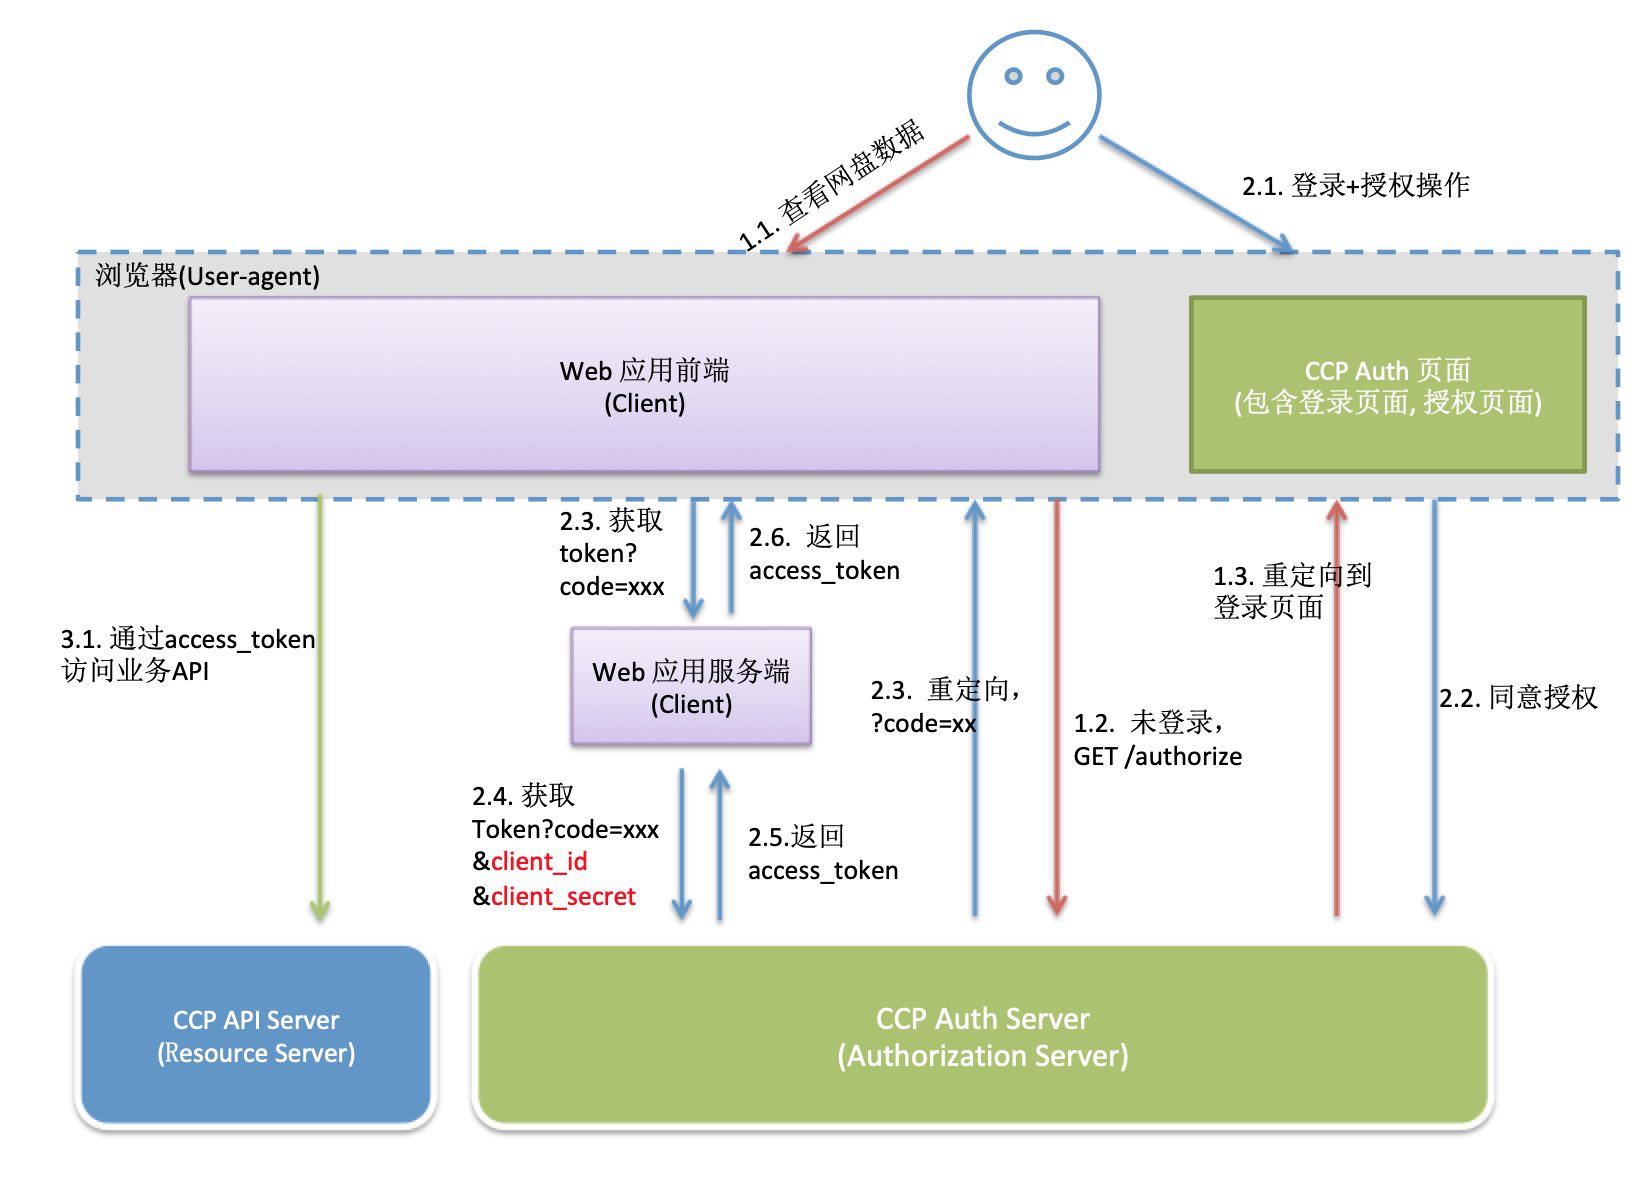 1.1. 查看网盘数据
2.1. 登录+授权操作
浏览器(User-agent)
Web 应用前端
(Client)
CCP Auth 页面
(包含登录页面, 授权页面)
2.3. 获取
token?
code=xxx
2.6. 返回
access_token
1.3. 重定向到
登录页面
3.1. 通过access_token
访问业务API
Web 应用服务端
(Client)
2.3. 重定向,
?code=xx
1.2. 未登录,
GET /authorize
2.2. 同意授权
2.4. 获取
Token?code=xxx
&client_id
&client_secret
2.5.返回
access_token
CCP API Server
(Resource Server)
CCP Auth Server
(Authorization Server)